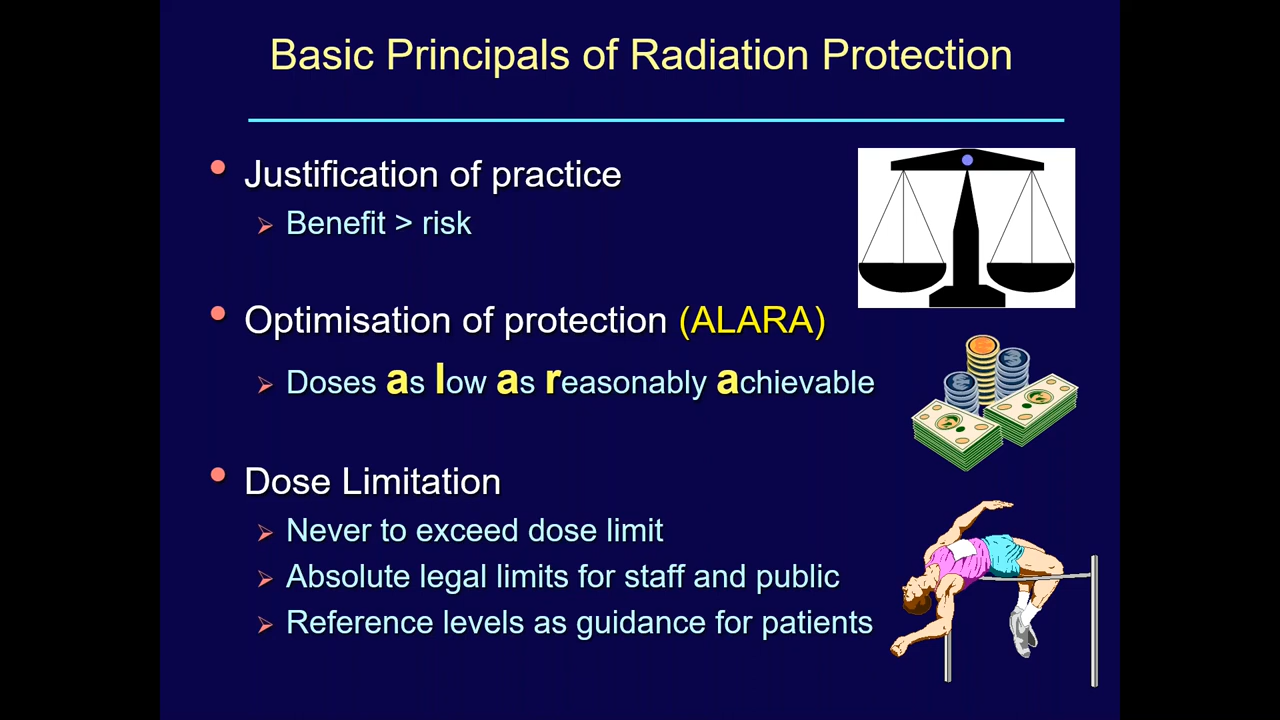 Basic Principals of Radiation Protection
Justification of practice
Benefit > risk
Optimisation of protection (ALARA)
Doses as low as reasonably achievable
Dose Limitation
Never to exceed dose limit
Absolute legal limits for staff and public
Reference levels as guidance for patients